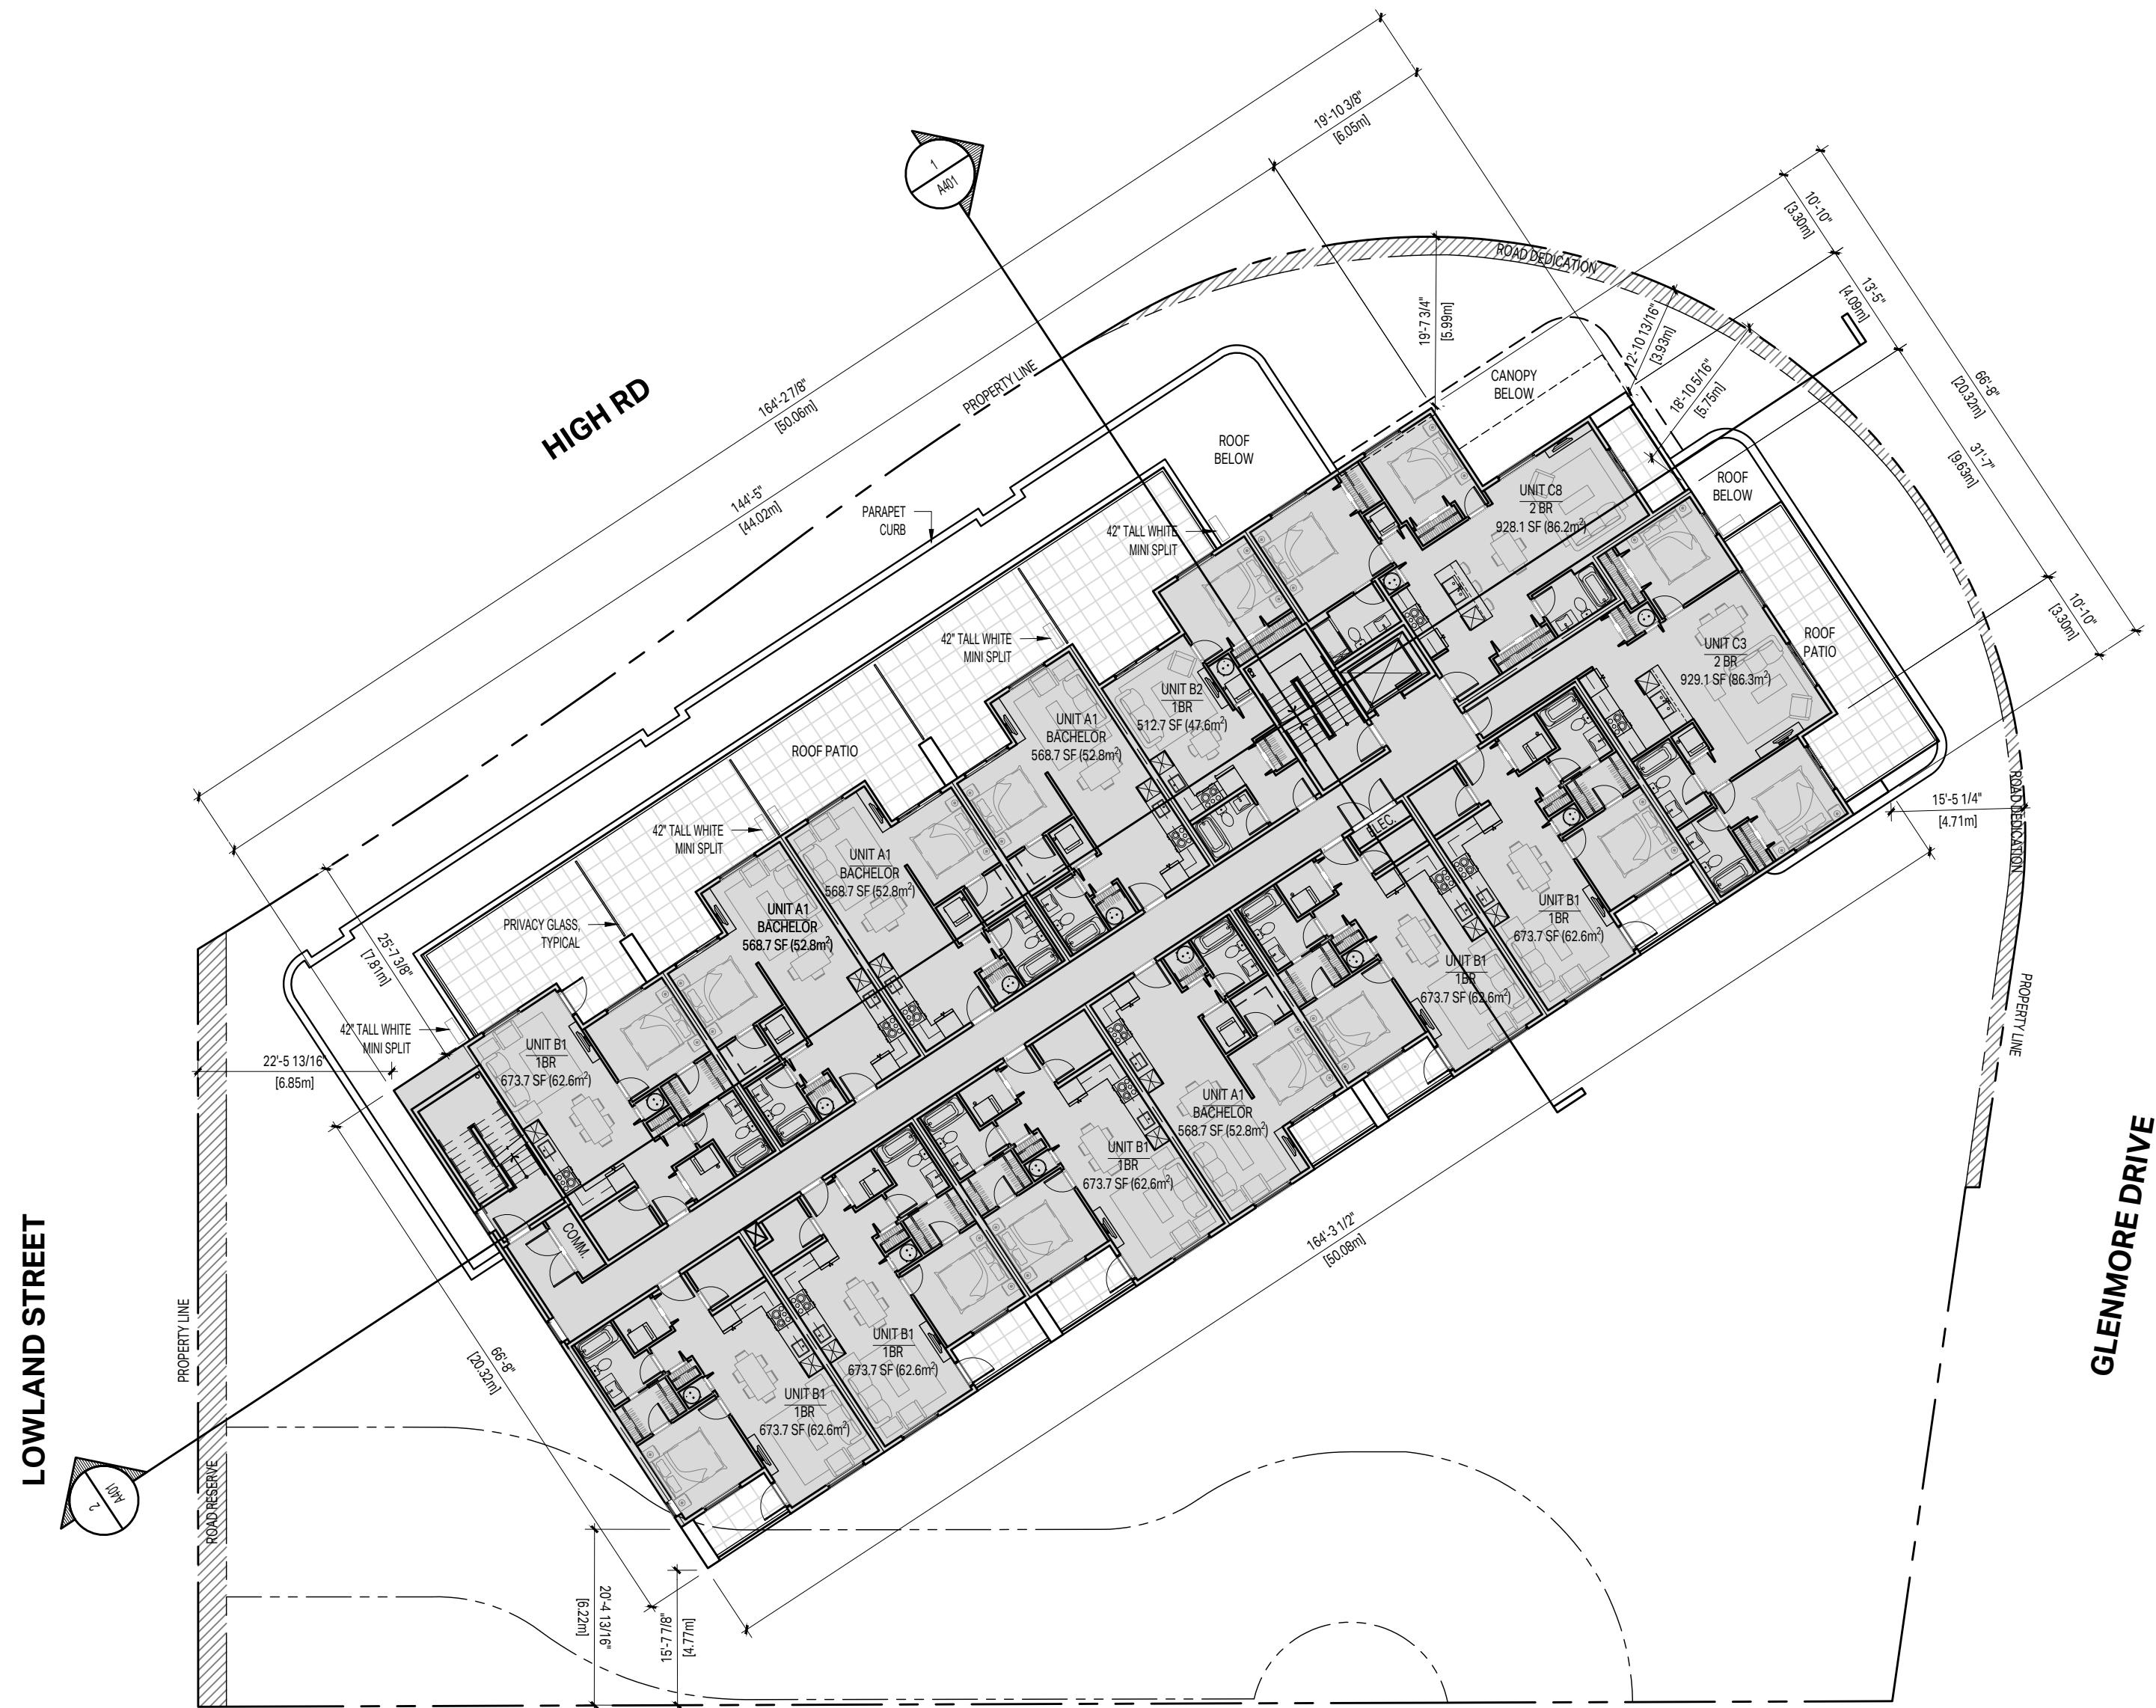 19'-10 3/8"
[6.05m]
1
A401
10'-10"
[3.30m]
ROAD DEDICATION
13'-5"
[4.09m]
19'-7 3/4"
[5.99m]
12'-10 13/16"
[3.93m]
18'-10 5/16"
[5.75m]
66'-8"
[20.32m]
31'-7"
[9.63m]
10'-10"
[3.30m]
HIGH RD
164'-2 7/8"
[50.06m]
PROPERTY LINE
144'-5"
[44.02m]
CANOPY
BELOW
ROOF
BELOW
ROOF
BELOW
PARAPET
CURB
42" TALL WHITE
MINI SPLIT
UNIT C8
2 BR
928.1 SF (86.2m²)
42" TALL WHITE
MINI SPLIT
UNIT C3
2 BR
929.1 SF (86.3m²)
ROOF
PATIO
UNIT B2
1BR
512.7 SF (47.6m²)
UNIT A1
BACHELOR
568.7 SF (52.8m²)
ROOF PATIO
42" TALL WHITE
MINI SPLIT
UNIT A1
BACHELOR
568.7 SF (52.8m²)
ELEC.
15'-5 1/4"
[4.71m]
ROAD DEDICATION
UNIT A1
BACHELOR
568.7 SF (52.8m²)
PRIVACY GLASS,
TYPICAL
UNIT B1
1BR
673.7 SF (62.6m²)
25'-7 3/8"
[7.81m]
UNIT B1
1BR
673.7 SF (62.6m²)
PROPERTY LINE
42" TALL WHITE
MINI SPLIT
22'-5 13/16"
[6.85m]
UNIT B1
1BR
673.7 SF (62.6m²)
UNIT A1
BACHELOR
568.7 SF (52.8m²)
UNIT B1
1BR
673.7 SF (62.6m²)
COMM.
164'-3 1/2"
[50.08m]
GLENMORE DRIVE
LOWLAND STREET
PROPERTY LINE
UNIT B1
1BR
673.7 SF (62.6m²)
66'-8"
[20.32m]
UNIT B1
1BR
673.7 SF (62.6m²)
2
A401
ROAD RESERVE
20'-4 13/16"
[6.22m]
15'-7 7/8"
[4.77m]